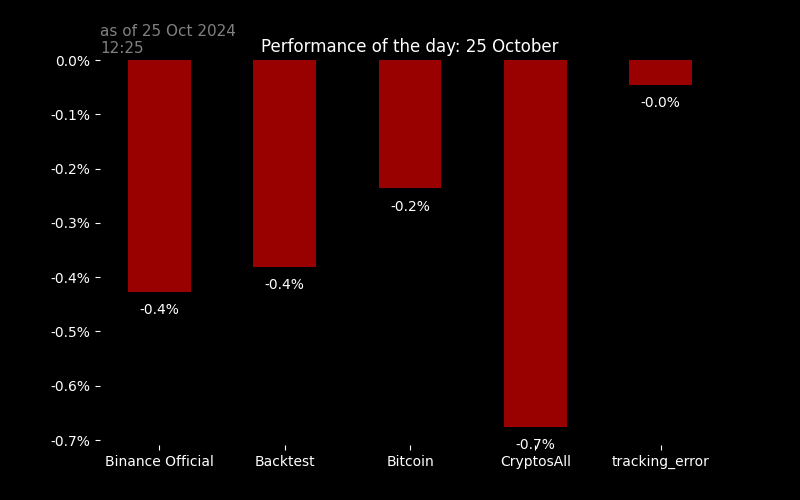 as of 25 Oct 2024
12:25
Performance of the day: 25 October
0.0%
-0.1%
-0.2%
-0.3%
-0.4%
-0.5%
-0.6%
-0.7%
-0.4%
-0.4%
-0.2%
-0.7%
-0.0%
Binance Official
Backtest
Bitcoin
CryptosAll
tracking_error